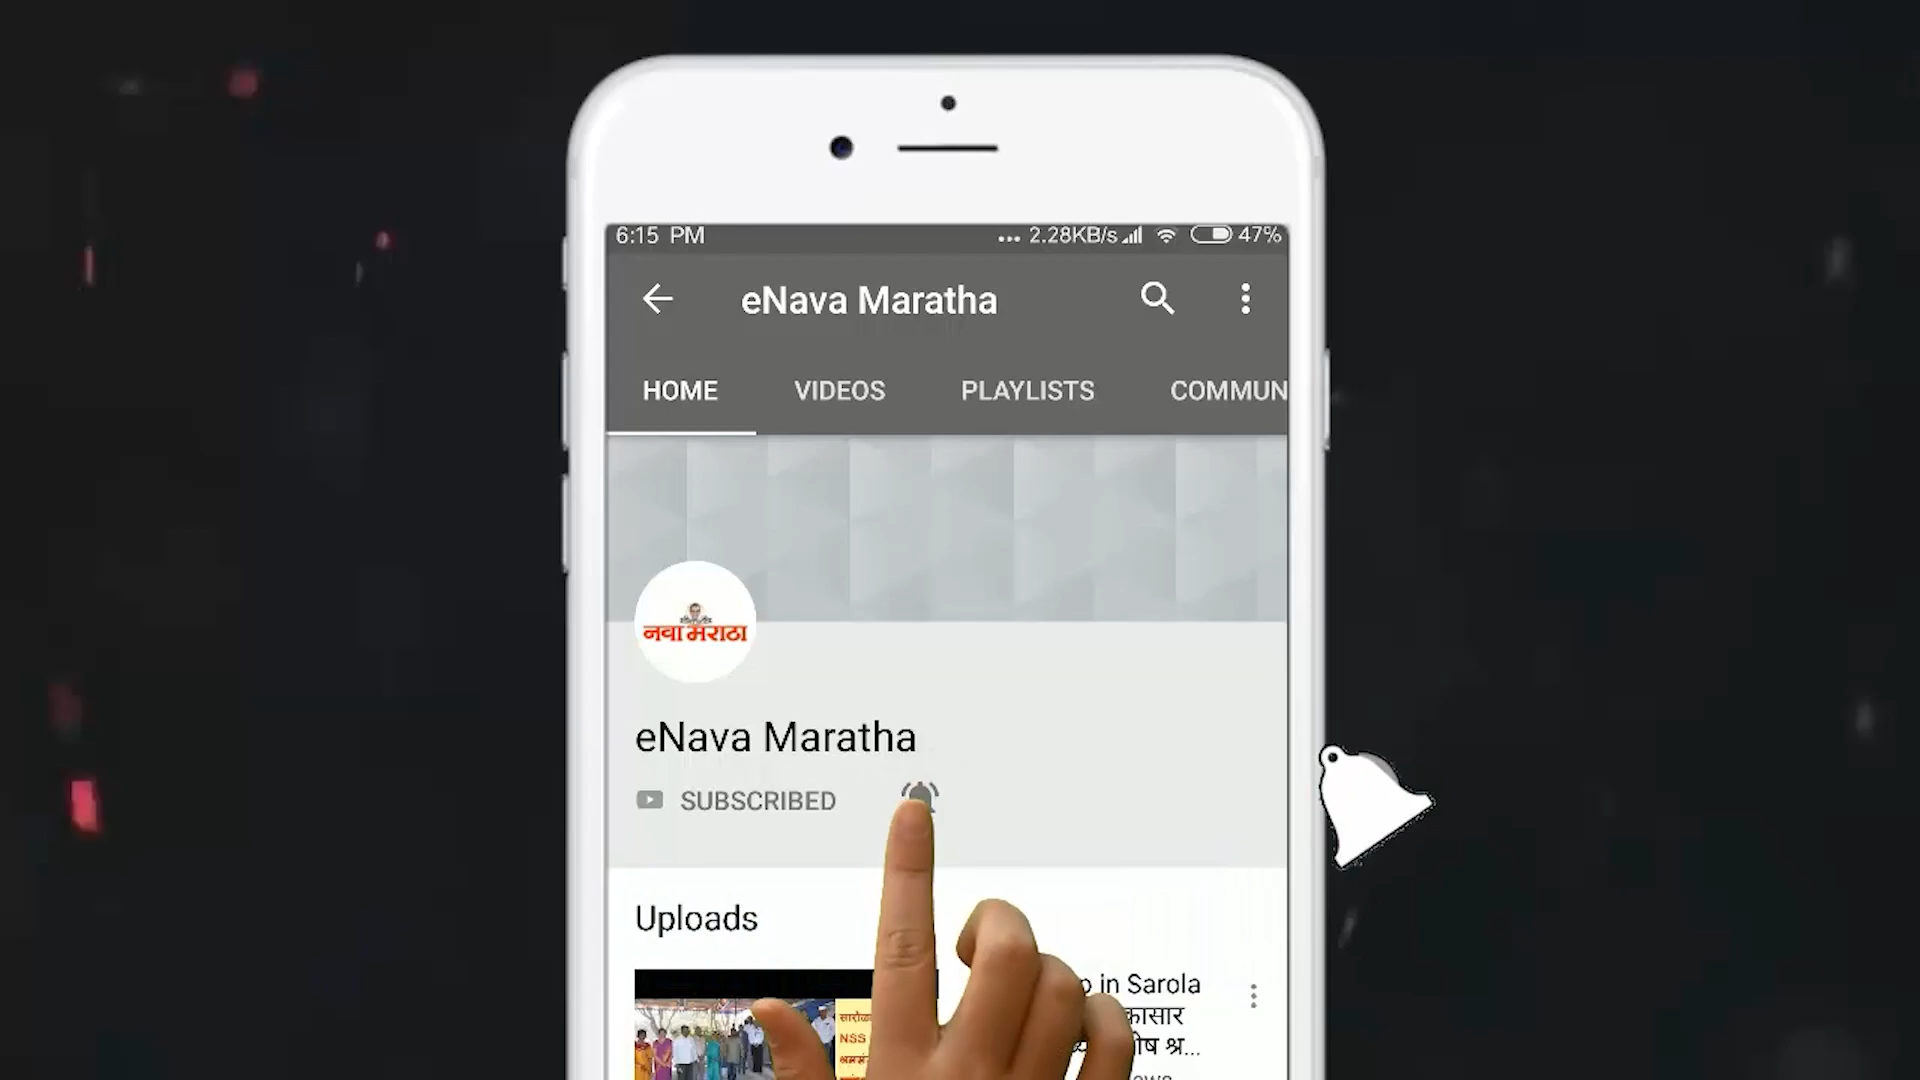 6:15 PM ... 2.28KB/s 47%
eNava Maratha
HOME VIDEOS PLAYLISTS COMMUN
नवा मराठा
eNava Maratha
SUBSCRIBED
Uploads
in Sarola
NSS